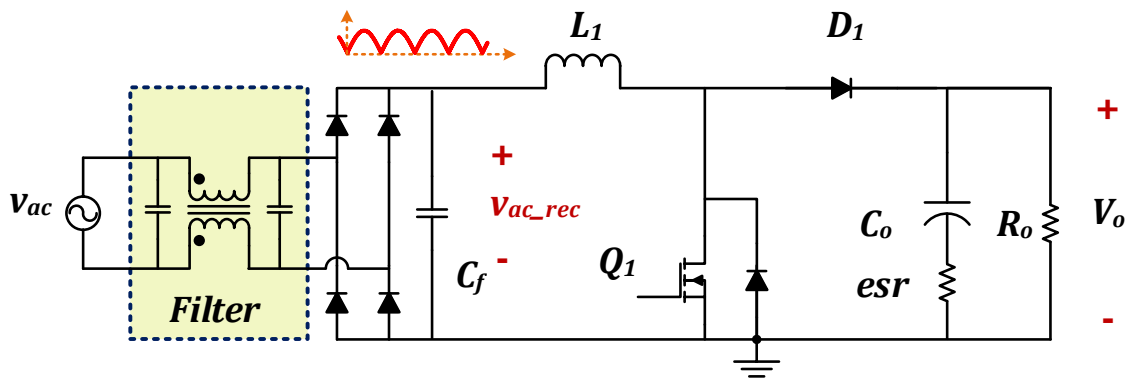 L1
D1
+
+
vac
vac_rec
Co
Ro
Vo
Q1
-
Cf
esr
Filter
-